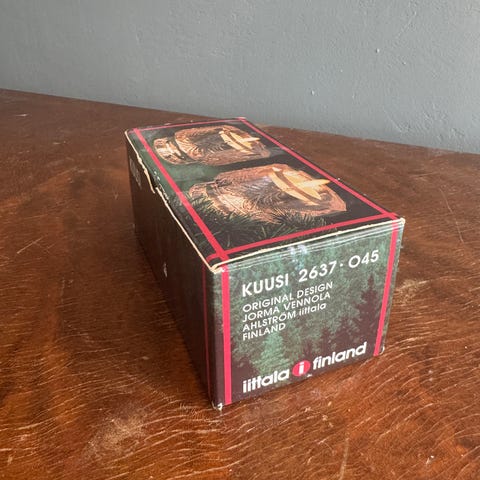 KUUSI 2637 - 045
ORIGINAL DESIGN
JORMA VENNOLA
AHLSTRÖM iittala
FINLAND
iittala i finland